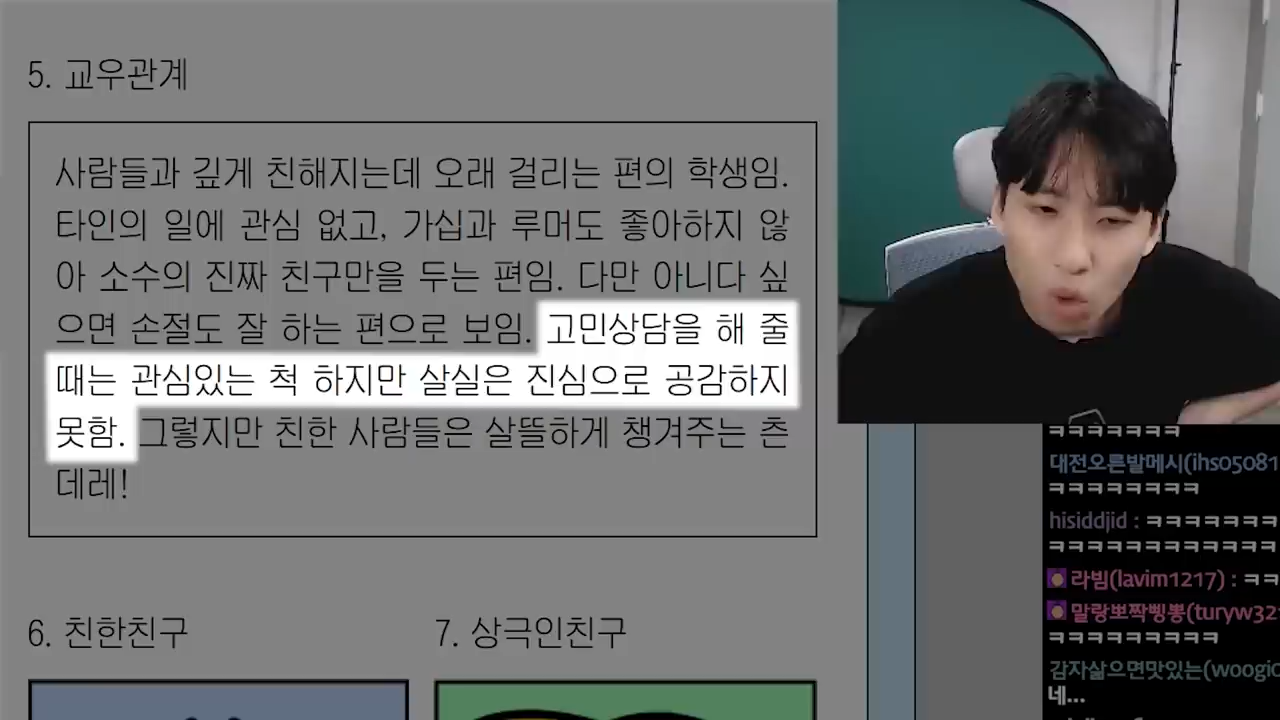 5. 교우관계
사람들과 깊게 친해지는데 오래 걸리는 편의 학생임.
타인의 일에 관심 없고, 가십과 루머도 좋아하지 않
아 소수의 진짜 친구만을 두는 편임. 다만 아니다 싶
으면 손절도 잘 하는 편으로 보임. 고민상담을 해 줄
때는 관심있는 척 하지만 살실은 진심으로 공감하지
못함. 그렇지만 친한 사람들은 살뜰하게 챙겨주는 츤
데레!
6. 친한친구
7. 상극인친구
ㅋㅋㅋㅋㅋㅋㅋ
대전오른발메시(ihs05081
ㅋㅋㅋㅋㅋㅋㅋㅋ
hisiddjid : ㅋㅋㅋㅋㅋㅋㅋ
ㅋㅋㅋㅋㅋㅋㅋㅋㅋㅋㅋㅋ
라빔(lavim1217) : ㅋㅋ
말랑뽀짝삥뽕(turyw32
ㅋㅋㅋㅋㅋㅋㅋㅋㅋ
감자삶으면맛있는(woogi
네...